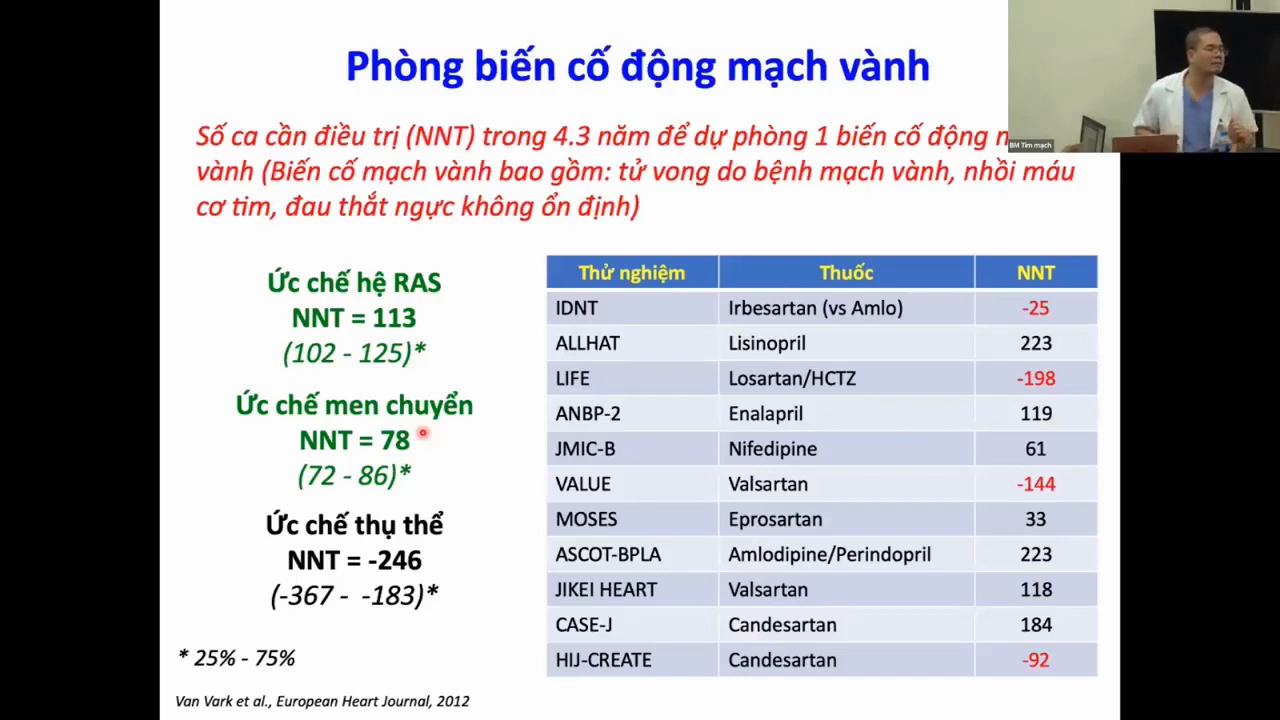 Phòng biến cố động mạch vành
BM Tim mạch
Số ca cần điều trị (NNT) trong 4.3 năm để dự phòng 1 biến cố động
vành (Biến cố mạch vành bao gồm: tử vong do bệnh mạch vành, nhồi máu
cơ tim, đau thắt ngực không ổn định)
Ức chế hệ RAS
NNT = 113
(102 - 125)*
Ức chế men chuyển
NNT = 78
(72 - 86)*
Ức chế thụ thể
NNT = -246
(-367 - -183)*
* 25% - 75%
Van Vark et al., European Heart Journal, 2012
Thử nghiệm Thuốc NNT
IDNT Irbesartan (vs Amlo) -25
ALLHAT Lisinopril 223
LIFE Losartan/HCTZ -198
ANBP-2 Enalapril 119
JMIC-B Nifedipine 61
VALUE Valsartan -144
MOSES Eprosartan 33
ASCOT-BPLA Amlodipine/Perindopril 223
JIKEI HEART Valsartan 118
CASE-J Candesartan 184
HIJ-CREATE Candesartan -92